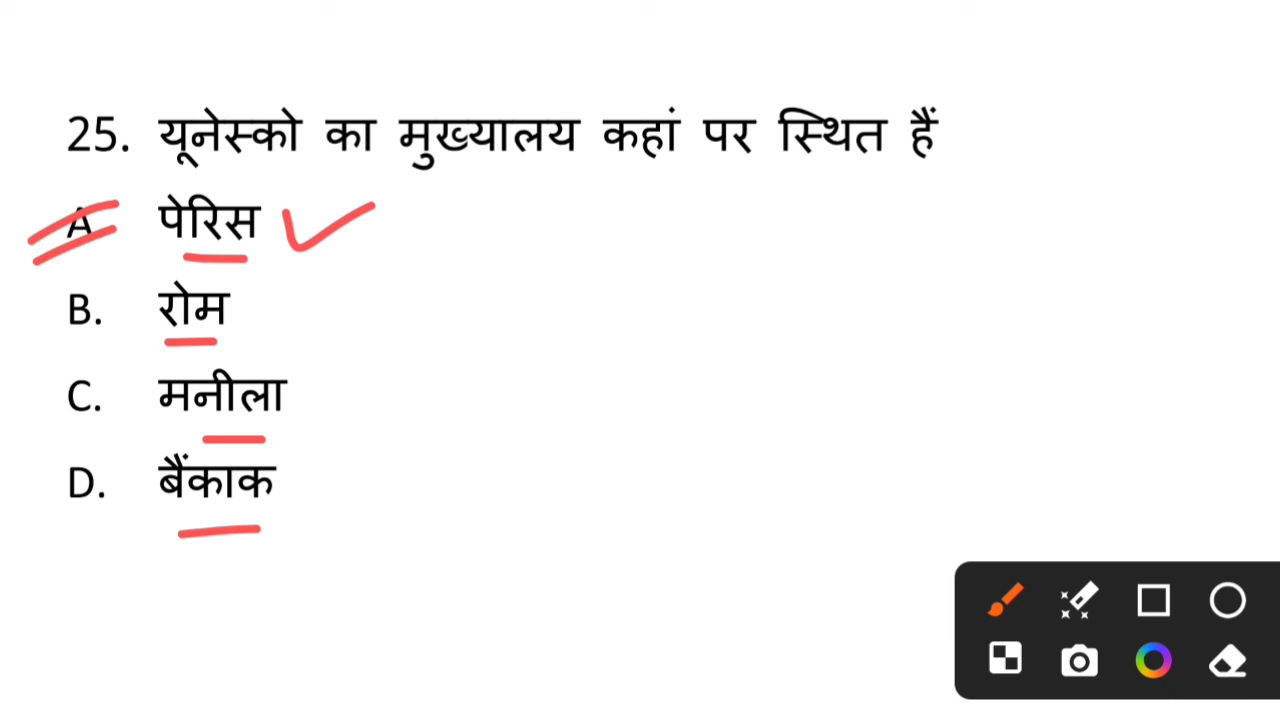 25. यूनेस्को का मुख्यालय कहां पर स्थित हैं
A पेरिस
B. रोम
C. मनीला
D. बैंकाक